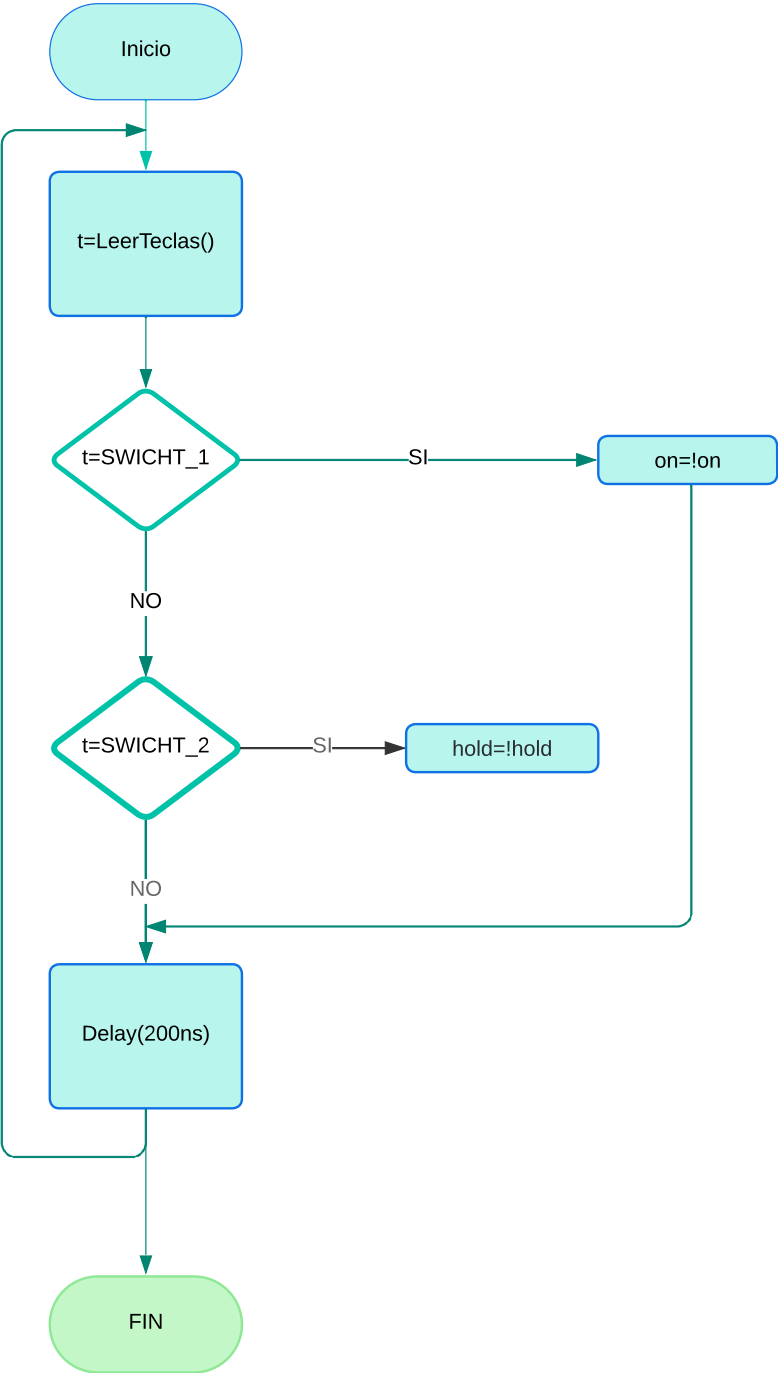 Inicio
t=LeerTeclas()
t=SWICHT_1
SI
on=!on
NO
t=SWICHT_2
SI
hold=!hold
NO
Delay(200ns)
FIN